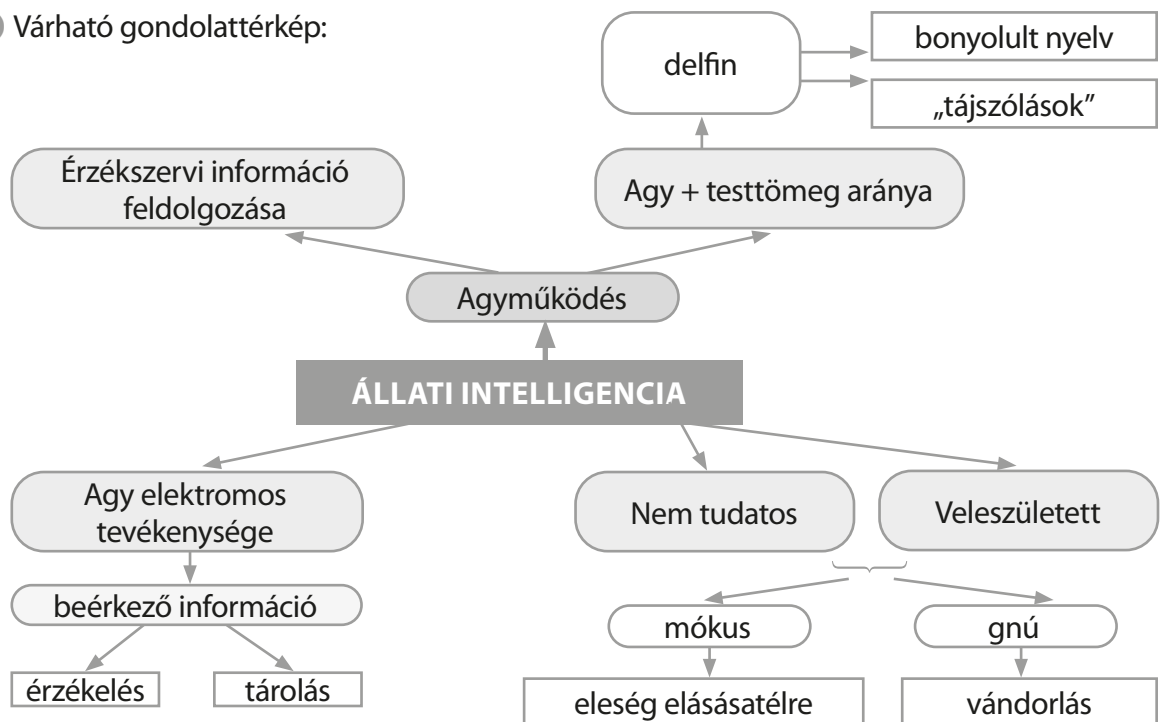 Várható gondolattérkép:
delfin
bonyolult nyelv
„tájszólások”
Érzékszervi információ
feldolgozása
Agy + testtömeg aránya
Agyműködés
ÁLLATI INTELLIGENCIA
Agy elektromos
tevékenysége
Nem tudatos
Veleszületett
beérkező információ
mókus
gnú
érzékelés
tárolás
eleség elásásatélre
vándorlás